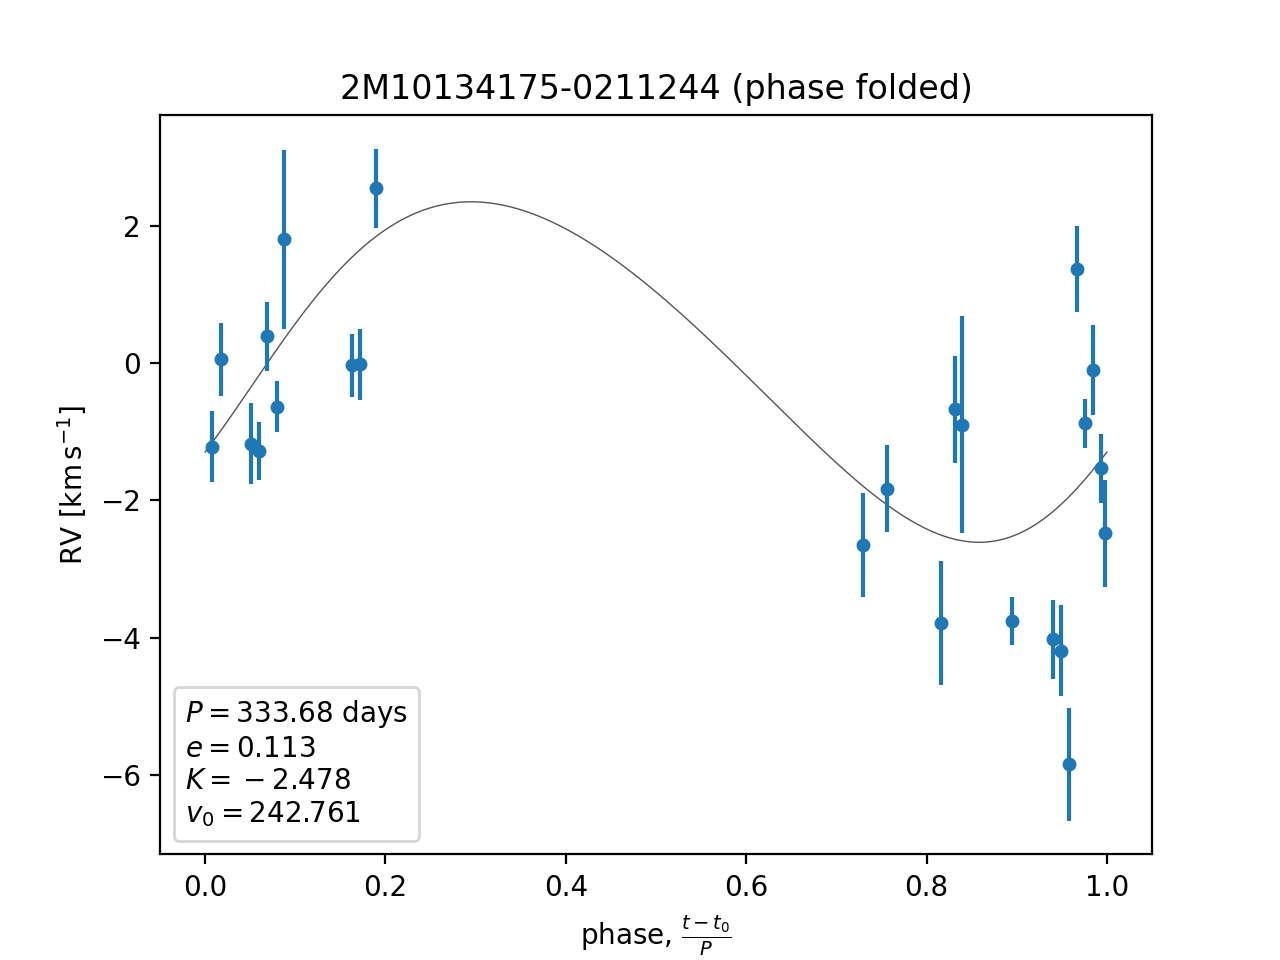 2M10134175-0211244 (phase folded)
RV [km s⁻¹]
2
0
−2
−4
−6
P = 333.68 days
e = 0.113
K = − 2.478
v₀ = 242.761
0.0 0.2 0.4 0.6 0.8 1.0
phase, (t − t₀)/P